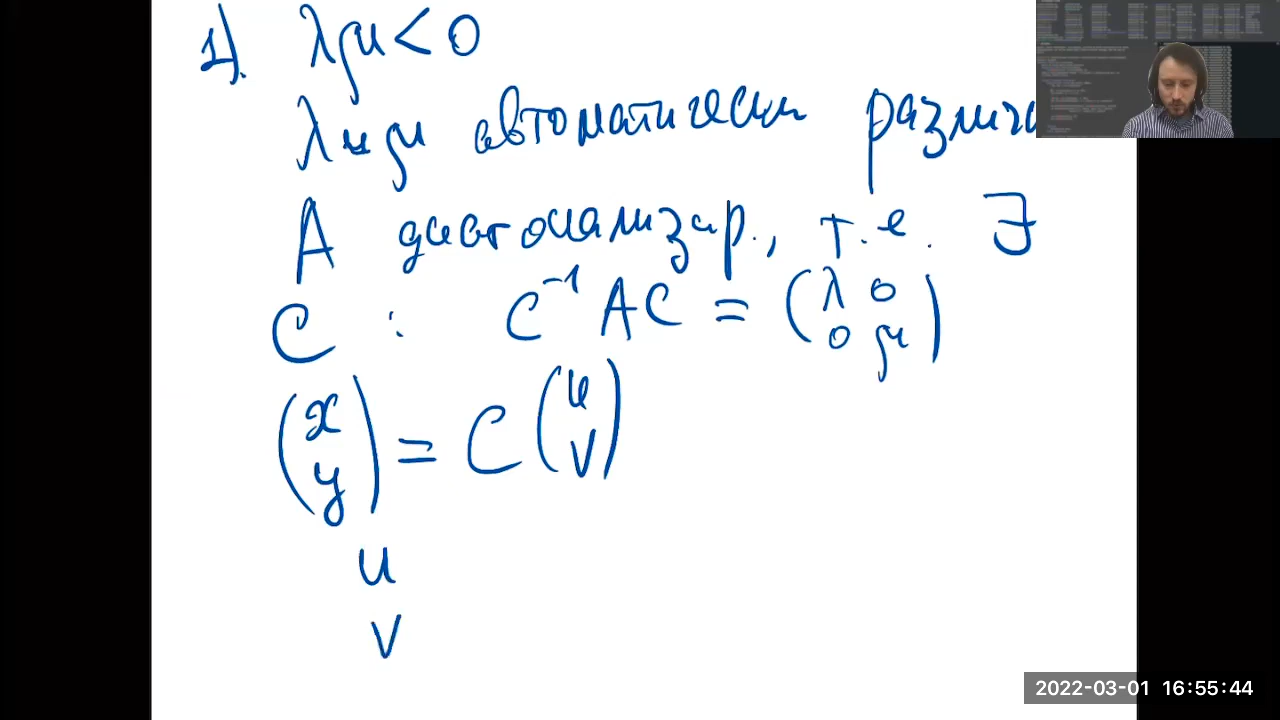 1). λμ < 0
λ и μ автоматически различ
A диагонализир., т.е. ∃
C : C⁻¹AC = (λ 0
0 μ)
(x
y) = C (u
v)
u
v
2022-03-01 16:55:44